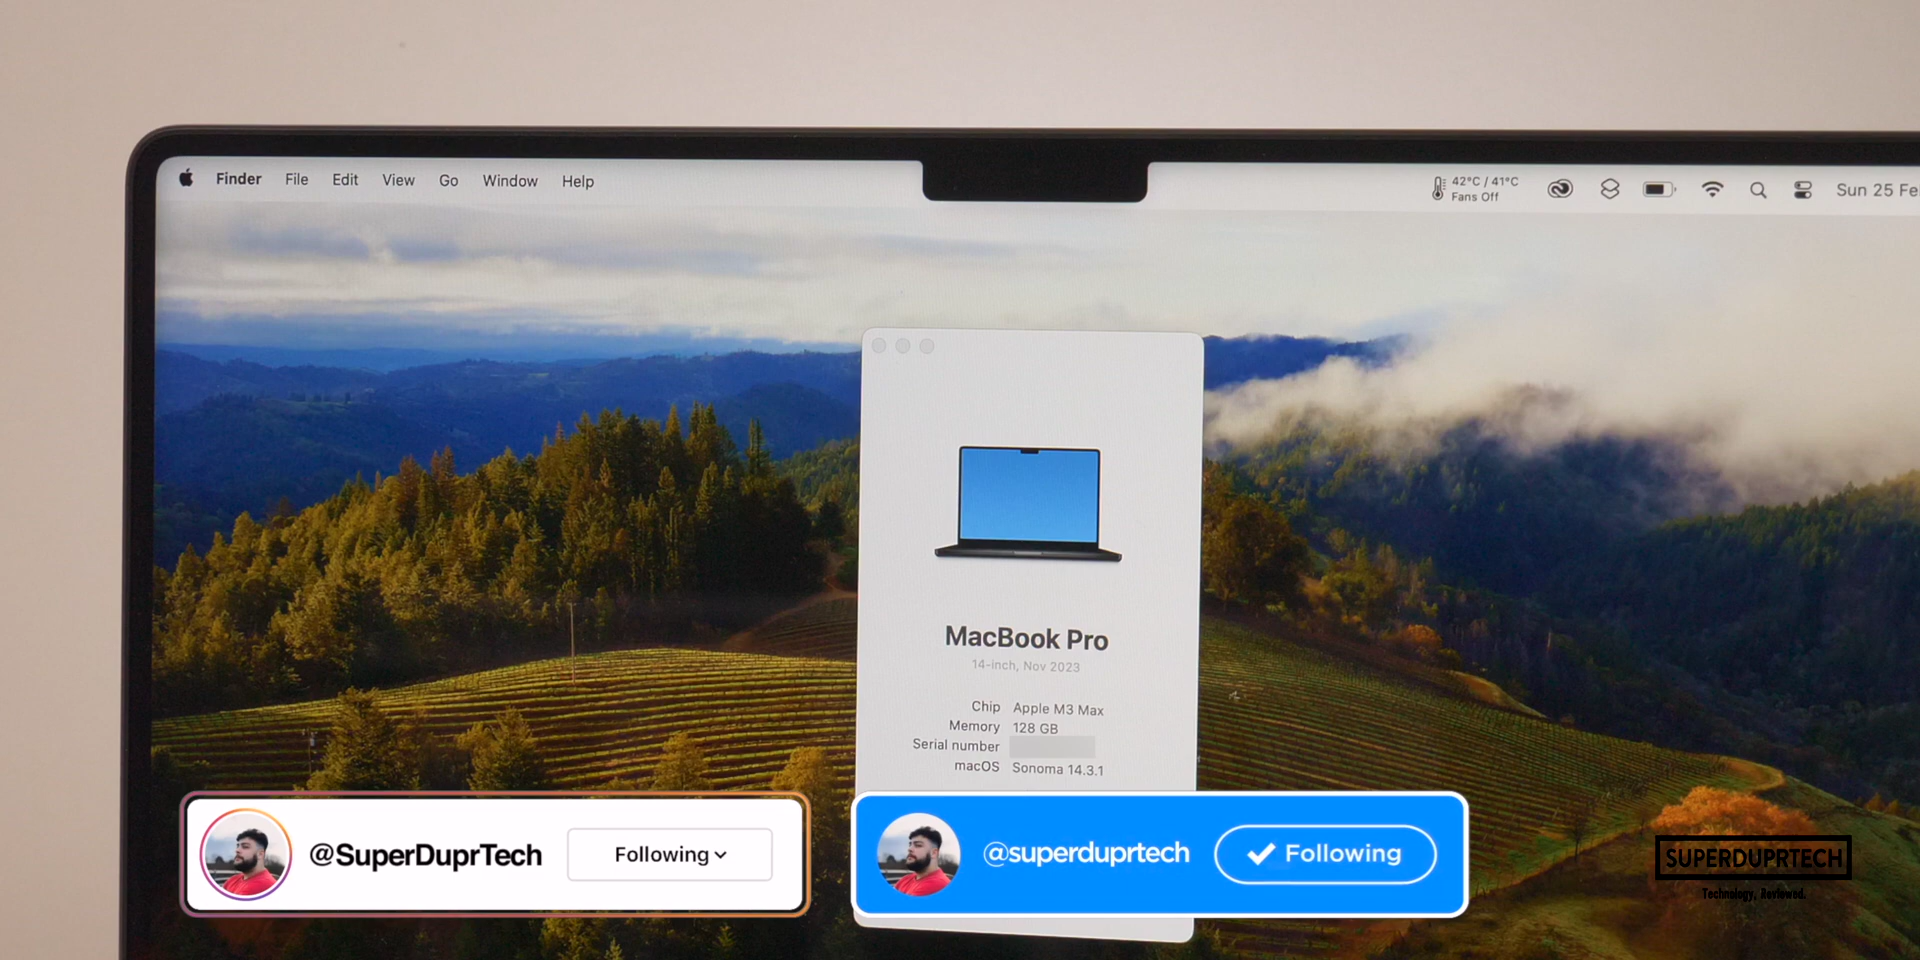 Finder File Edit View Go Window Help
42°C / 41°C
Fans Off
Sun 25 Fe
MacBook Pro
14-inch, Nov 2023
Chip Apple M3 Max
Memory 128 GB
Serial number
macOS Sonoma 14.3.1
@SuperDuprTech Following
@superduprtech Following
SUPERDUPRTECH
Technology, Reviewed.